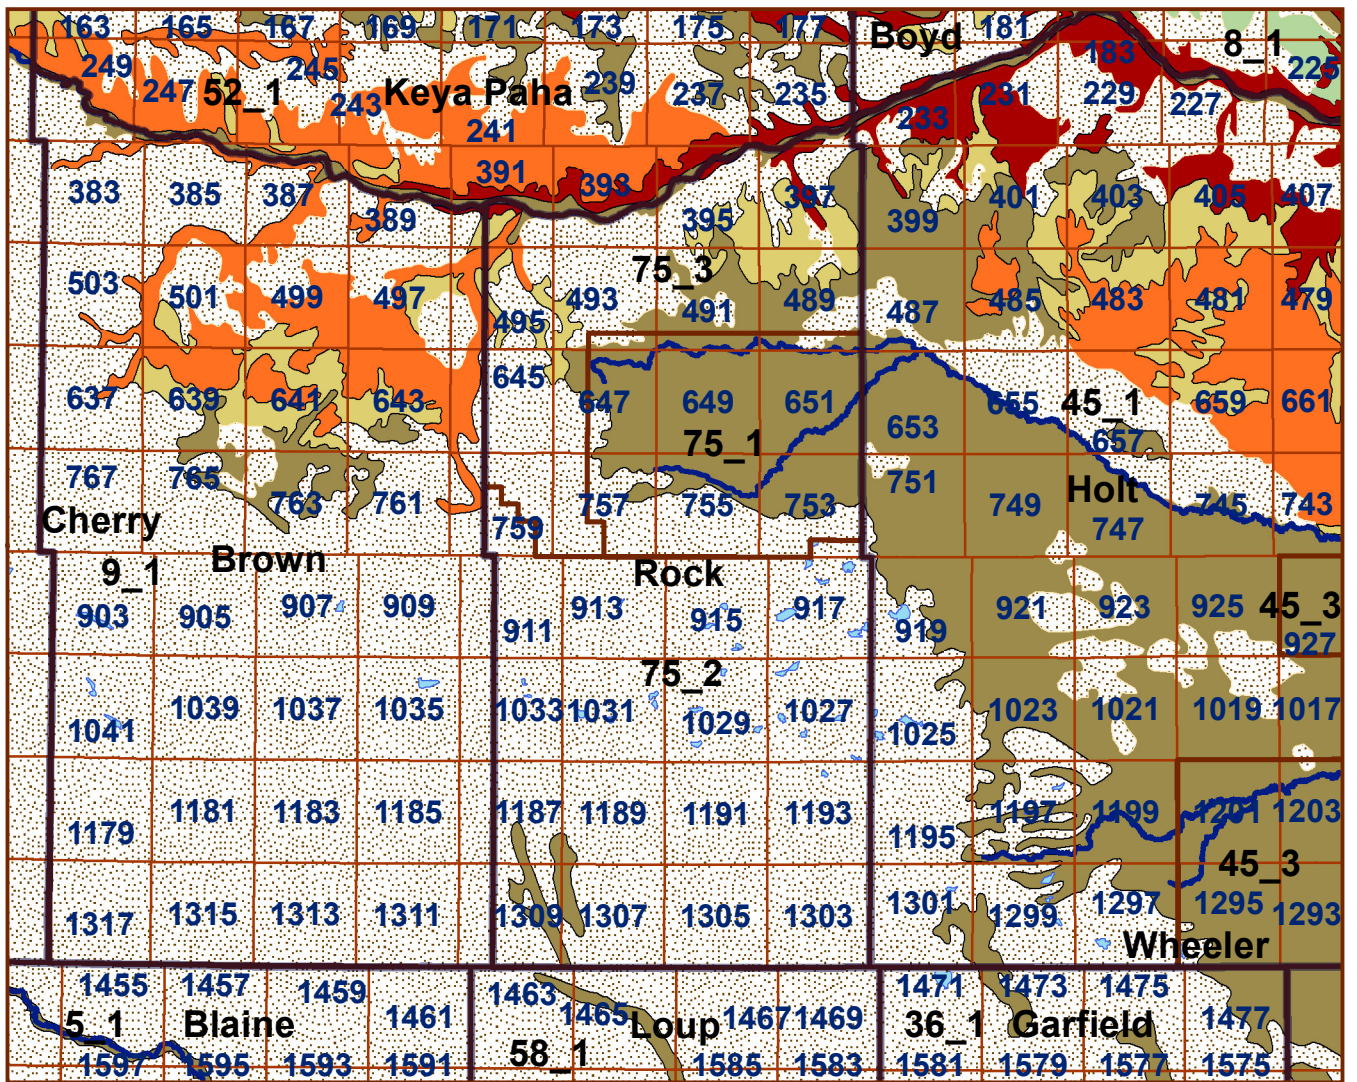 163 165 167 169 171 173 175 177 Boyd 181
249 247 52_1 245 243 Keya Paha 239 237 235 183 8_1 225
241 233 231 229 227
383 385 387 389 391 393 395 397 399 401 403 405 407
75_3
503 501 499 497 495 493 491 489 487 485 483 481 479
637 639 641 643 645 647 649 651 653 655 45_1 657 659 661
75_1
767 765 763 761 759 757 755 753 751 749 Holt 747 745 743
Cherry
9_1 Brown Rock
903 905 907 909 911 913 915 917 919 921 923 925 45_3 927
75_2
1041 1039 1037 1035 1033 1031 1029 1027 1025 1023 1021 1019 1017
1179 1181 1183 1185 1187 1189 1191 1193 1195 1197 1199 1201 1203
45_3
1317 1315 1313 1311 1309 1307 1305 1303 1301 1299 1297 1295 1293
Wheeler
1455 1457 1459 1461 1463 1465 1467 1469 1471 1473 1475 1477
5_1 Blaine 58_1 Loup 36_1 Garfield
1597 595 1593 1591 1585 1583 1581 1579 1577 1575